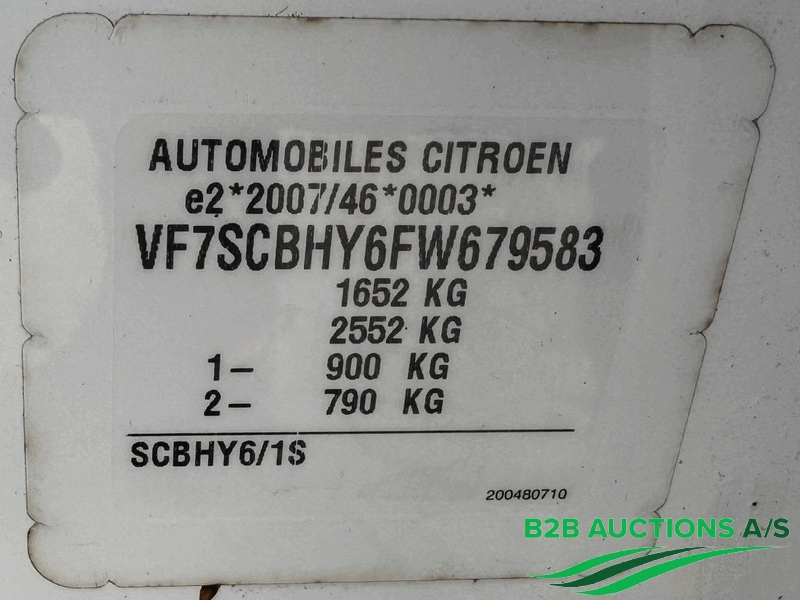 AUTOMOBILES CITROEN
e2*2007/46*0003*
VF7SCBHY6FW679583
1652 KG
2552 KG
1- 900 KG
2- 790 KG
SCBHY6/1S
200480710
B2B AUCTIONS A/S